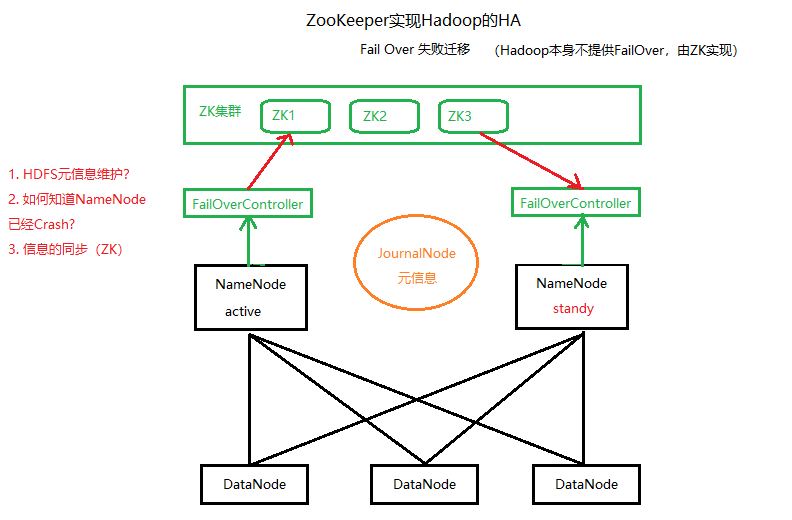 ZooKeeper实现Hadoop的HA
Fail Over 失败迁移 （Hadoop本身不提供FailOver，由ZK实现）
ZK集群
ZK1
ZK2
ZK3
1. HDFS元信息维护？
2. 如何知道NameNode
已经Crash？
3. 信息的同步（ZK）
FailOverController
FailOverController
JournalNode
元信息
NameNode
active
NameNode
standy
DataNode
DataNode
DataNode